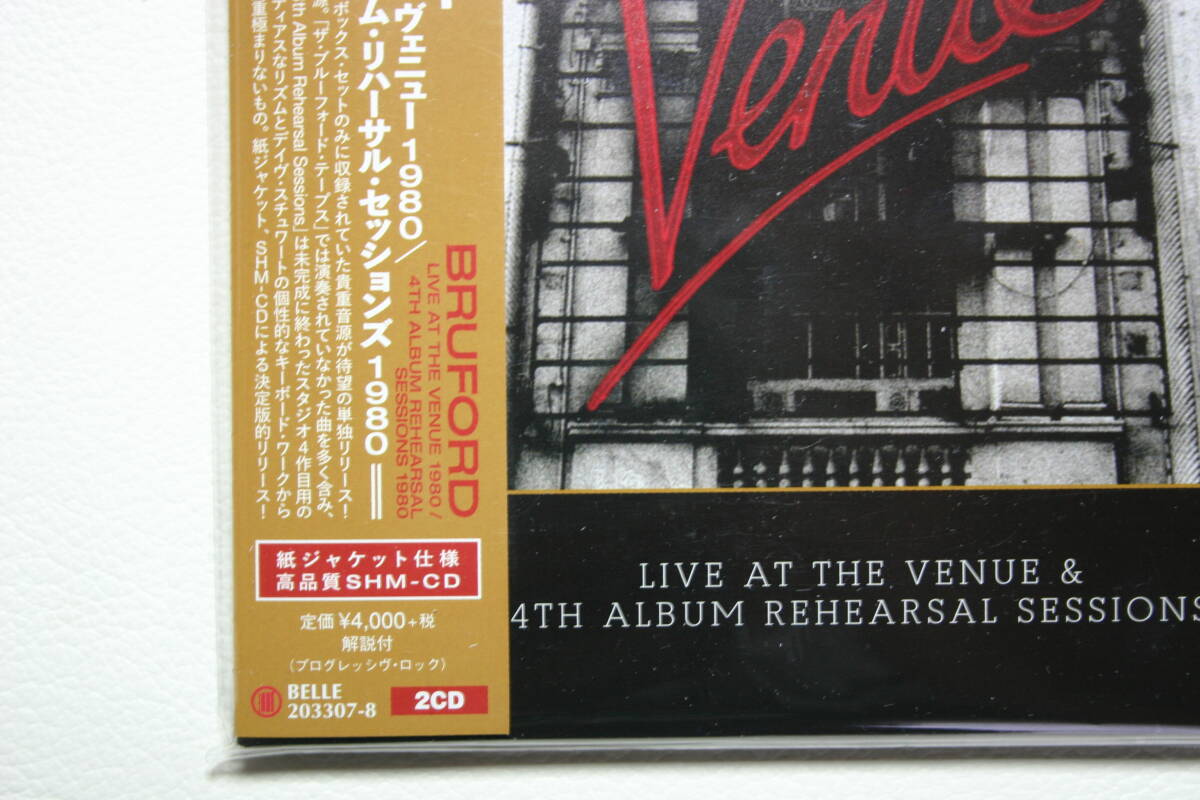 ヴェニュー1980/
ム・リハーサル・セッションズ1980
BRUFORD
LIVE AT THE VENUE 1980/
4TH ALBUM REHEARSAL
SESSIONS 1980
ボックス・セットのみに収録されていた貴重音源が待望の単独リリース!
源。「ザ・ブルーフォード・テープス」では演奏されていなかった曲を多く含み、
th Album Rehearsal Sessions」は未完成に終わったスタジオ4作目用の
ディアスなリズムとデイヴ・スチュワートの個性的なキーボード・ワークから
重極まりないもの。紙ジャケット、SHM-CDによる決定版的リリース!
紙ジャケット仕様
高品質SHM-CD
定価¥4,000+税
解説付
(プログレッシヴ・ロック)
BELLE
203307-8
2CD
Venue
LIVE AT THE VENUE &
4TH ALBUM REHEARSAL SESSIONS